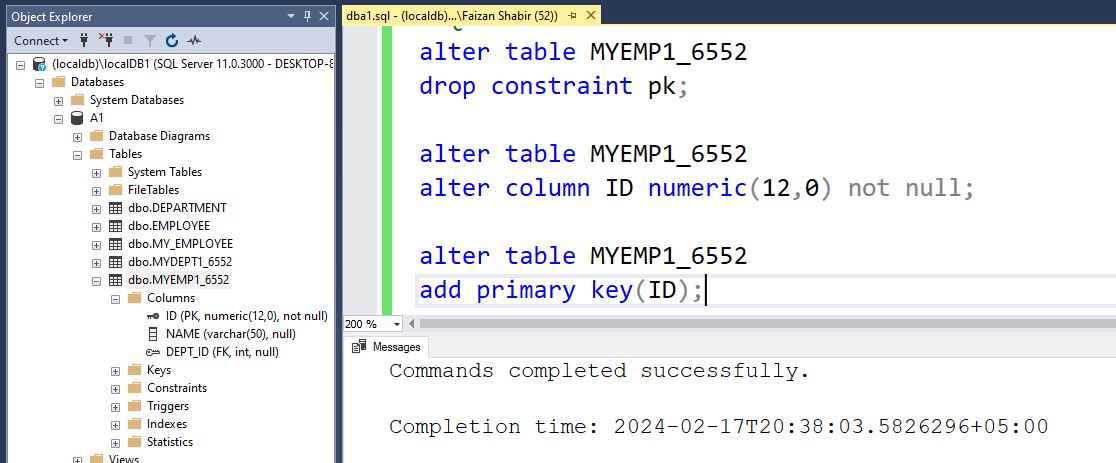 Object Explorer
Connect
(localdb)\localDB1 (SQL Server 11.0.3000 - DESKTOP-8
Databases
System Databases
A1
Database Diagrams
Tables
System Tables
FileTables
dbo.DEPARTMENT
dbo.EMPLOYEE
dbo.MY_EMPLOYEE
dbo.MYDEPT1_6552
dbo.MYEMP1_6552
Columns
ID (PK, numeric(12,0), not null)
NAME (varchar(50), null)
DEPT_ID (FK, int, null)
Keys
Constraints
Triggers
Indexes
Statistics
Views
dba1.sql - (localdb)...\Faizan Shabir (52))
alter table MYEMP1_6552
drop constraint pk;
alter table MYEMP1_6552
alter column ID numeric(12,0) not null;
alter table MYEMP1_6552
add primary key(ID);
200 %
Messages
Commands completed successfully.
Completion time: 2024-02-17T20:38:03.5826296+05:00